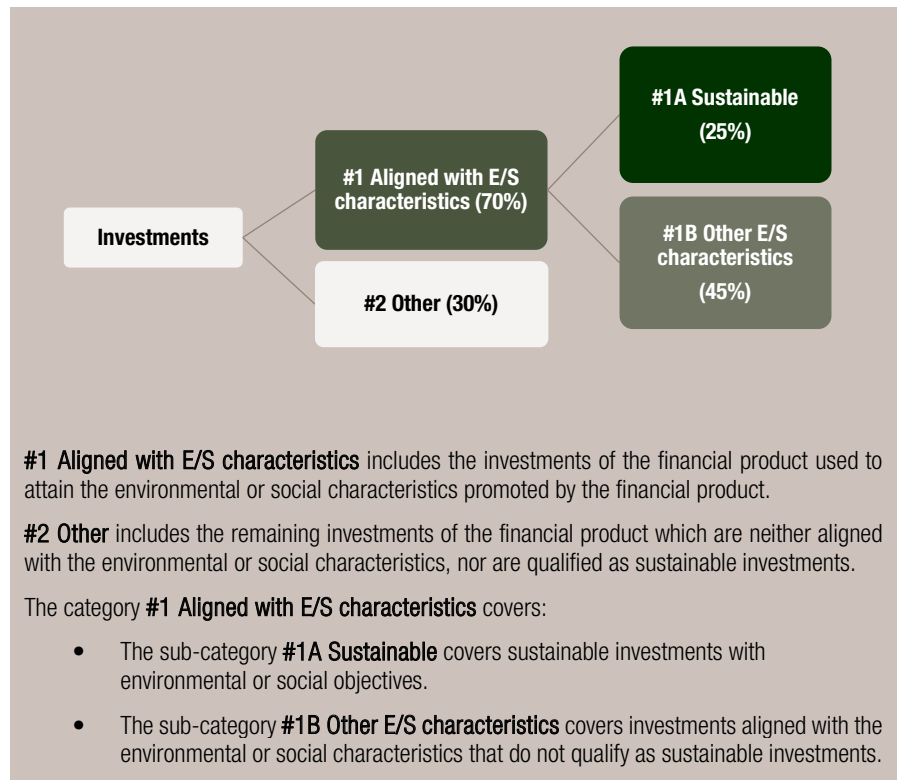 #1A Sustainable
(25%)
#1 Aligned with E/S
characteristics (70%)
Investments
#1B Other E/S
characteristics
(45%)
#2 Other (30%)
#1 Aligned with E/S characteristics includes the investments of the financial product used to
attain the environmental or social characteristics promoted by the financial product.
#2 Other includes the remaining investments of the financial product which are neither aligned
with the environmental or social characteristics, nor are qualified as sustainable investments.
The category #1 Aligned with E/S characteristics covers:
• The sub-category #1A Sustainable covers sustainable investments with
environmental or social objectives.
• The sub-category #1B Other E/S characteristics covers investments aligned with the
environmental or social characteristics that do not qualify as sustainable investments.